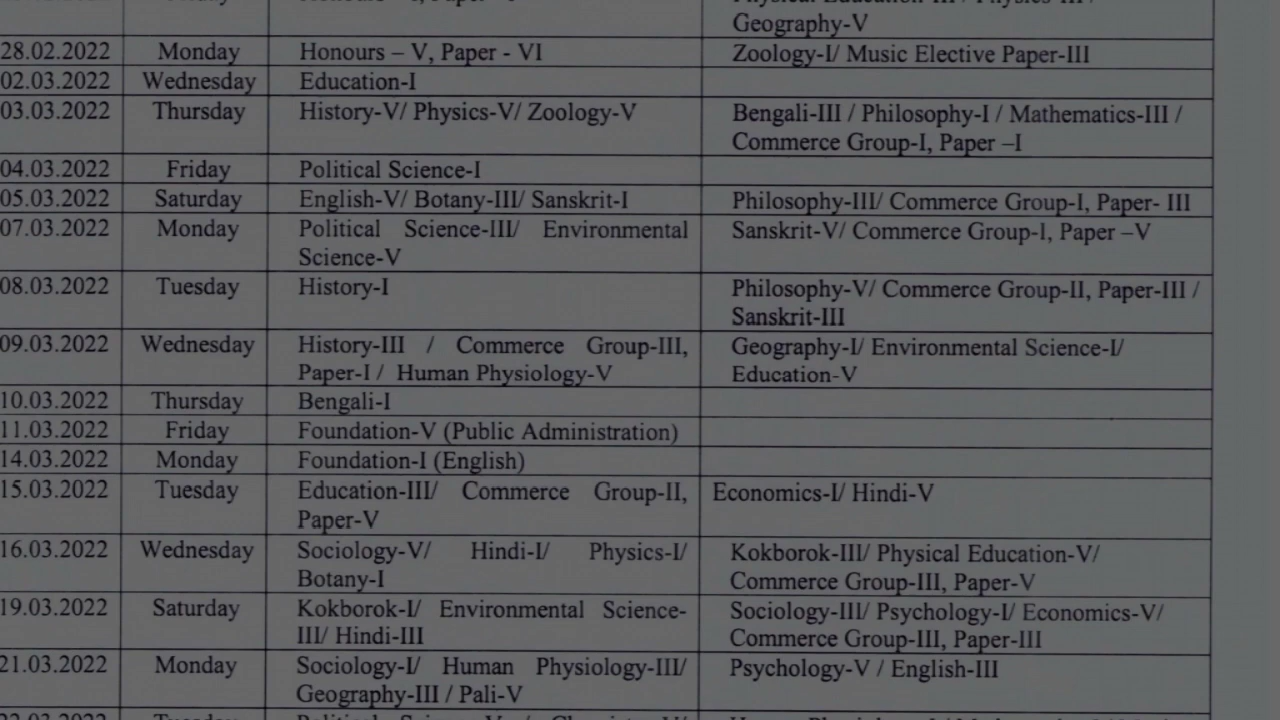 Geography-V
28.02.2022 Monday Honours – V, Paper - VI Zoology-I/ Music Elective Paper-III
02.03.2022 Wednesday Education-I
03.03.2022 Thursday History-V/ Physics-V/ Zoology-V Bengali-III / Philosophy-I / Mathematics-III /
Commerce Group-I, Paper –I
04.03.2022 Friday Political Science-I
05.03.2022 Saturday English-V/ Botany-III/ Sanskrit-I Philosophy-III/ Commerce Group-I, Paper- III
07.03.2022 Monday Political Science-III/ Environmental Sanskrit-V/ Commerce Group-I, Paper –V
Science-V
08.03.2022 Tuesday History-I Philosophy-V/ Commerce Group-II, Paper-III /
Sanskrit-III
09.03.2022 Wednesday History-III / Commerce Group-III, Geography-I/ Environmental Science-I/
Paper-I / Human Physiology-V Education-V
10.03.2022 Thursday Bengali-I
11.03.2022 Friday Foundation-V (Public Administration)
14.03.2022 Monday Foundation-I (English)
15.03.2022 Tuesday Education-III/ Commerce Group-II, Economics-I/ Hindi-V
Paper-V
16.03.2022 Wednesday Sociology-V/ Hindi-I/ Physics-I/ Kokborok-III/ Physical Education-V/
Botany-I Commerce Group-III, Paper-V
19.03.2022 Saturday Kokborok-I/ Environmental Science- Sociology-III/ Psychology-I/ Economics-V/
III/ Hindi-III Commerce Group-III, Paper-III
21.03.2022 Monday Sociology-I/ Human Physiology-III/ Psychology-V / English-III
Geography-III / Pali-V